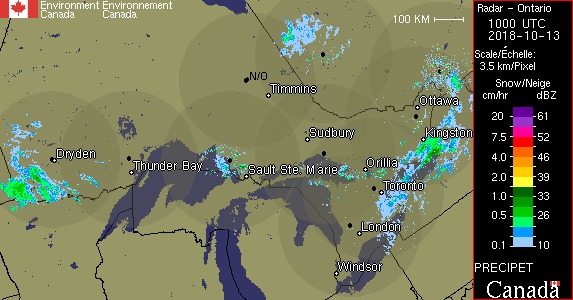 Environment Environnement
Canada Canada
100 KM
Radar - Ontario
1000 UTC
2018-10-13
Scale/Échelle:
3.5 km/Pixel
Snow/Neige
cm/hr dBZ
20 61
7.5 52
4.0 46
2.0 39
1.0 33
0.5 26
0.1 10
PRECIPET
Canada
N/O
Timmins
Ottawa
Sudbury
Kingston
Dryden
Thunder Bay
Sault Ste Marie
Orillia
Toronto
London
Windsor